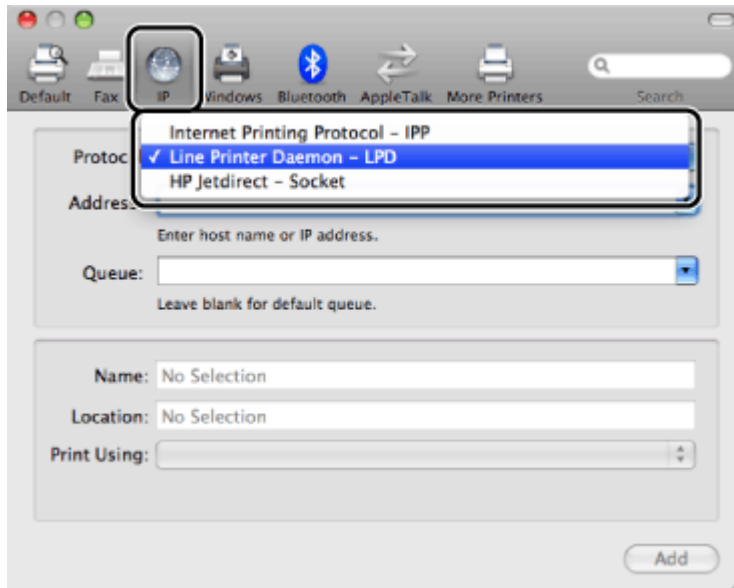 Default Fax IP Windows Bluetooth AppleTalk More Printers Search
Internet Printing Protocol – IPP
Protoc ✓ Line Printer Daemon – LPD
HP Jetdirect – Socket
Address
Enter host name or IP address.
Queue:
Leave blank for default queue.
Name: No Selection
Location: No Selection
Print Using:
Add